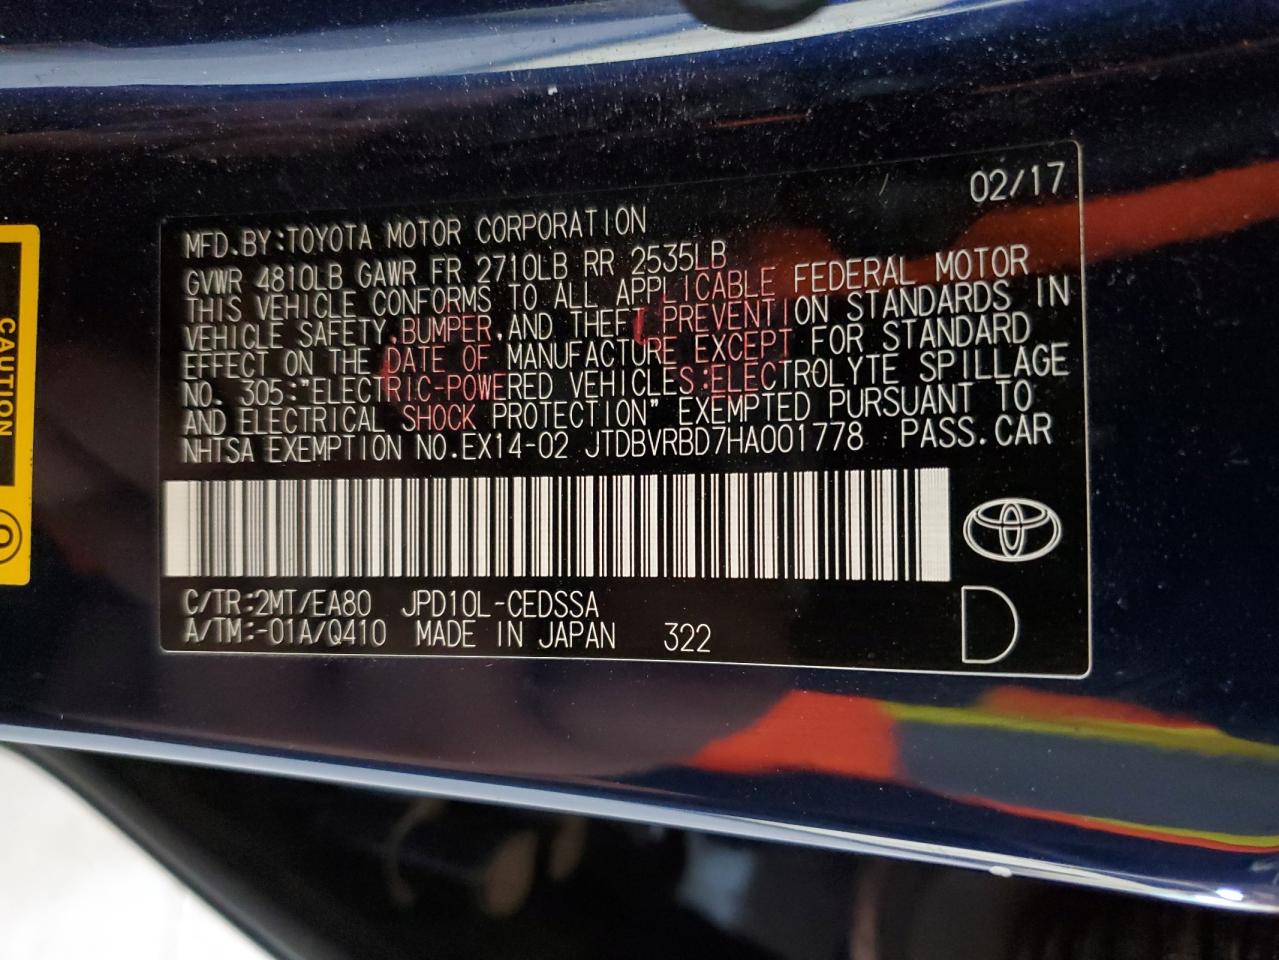 02/17
MFD.BY:TOYOTA MOTOR CORPORATION
GVWR 4810LB GAWR FR 2710LB RR 2535LB
THIS VEHICLE CONFORMS TO ALL APPLICABLE FEDERAL MOTOR
VEHICLE SAFETY,BUMPER,AND THEFT PREVENTION STANDARDS IN
EFFECT ON THE DATE OF MANUFACTURE EXCEPT FOR STANDARD
NO. 305:"ELECTRIC-POWERED VEHICLES:ELECTROLYTE SPILLAGE
AND ELECTRICAL SHOCK PROTECTION" EXEMPTED PURSUANT TO
NHTSA EXEMPTION NO.EX14-02 JTDBVRBD7HA001778 PASS.CAR
C/TR:2MT/EA80 JPD10L-CEDSSA
A/TM:-01A/Q410 MADE IN JAPAN 322
D
CAUTION